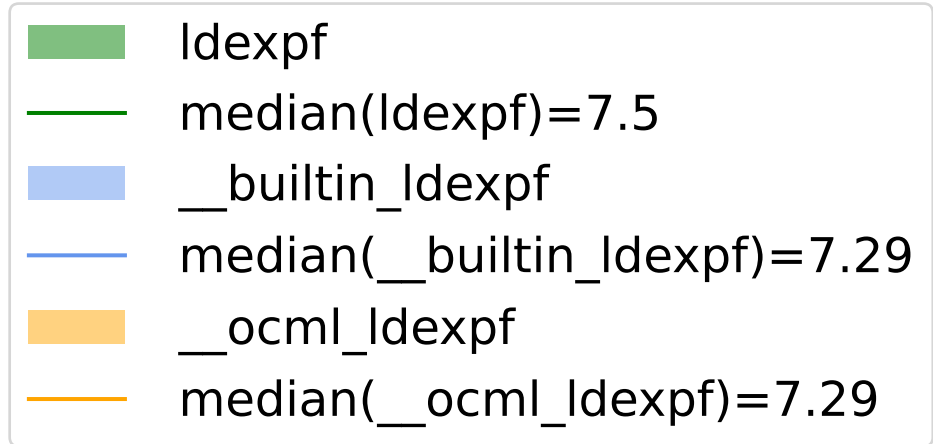 ldexpf
median(ldexpf)=7.5
__builtin_ldexpf
median(__builtin_ldexpf)=7.29
__ocml_ldexpf
median(__ocml_ldexpf)=7.29